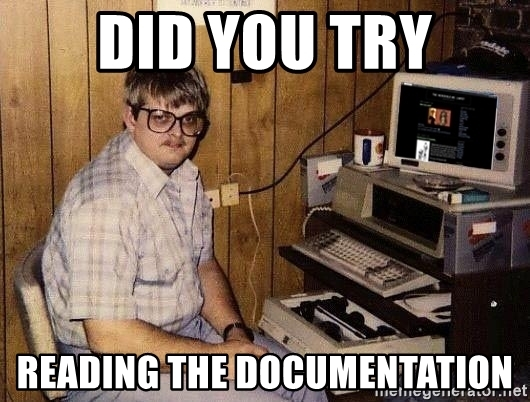 DID YOU TRY
READING THE DOCUMENTATION
memegenerator.net